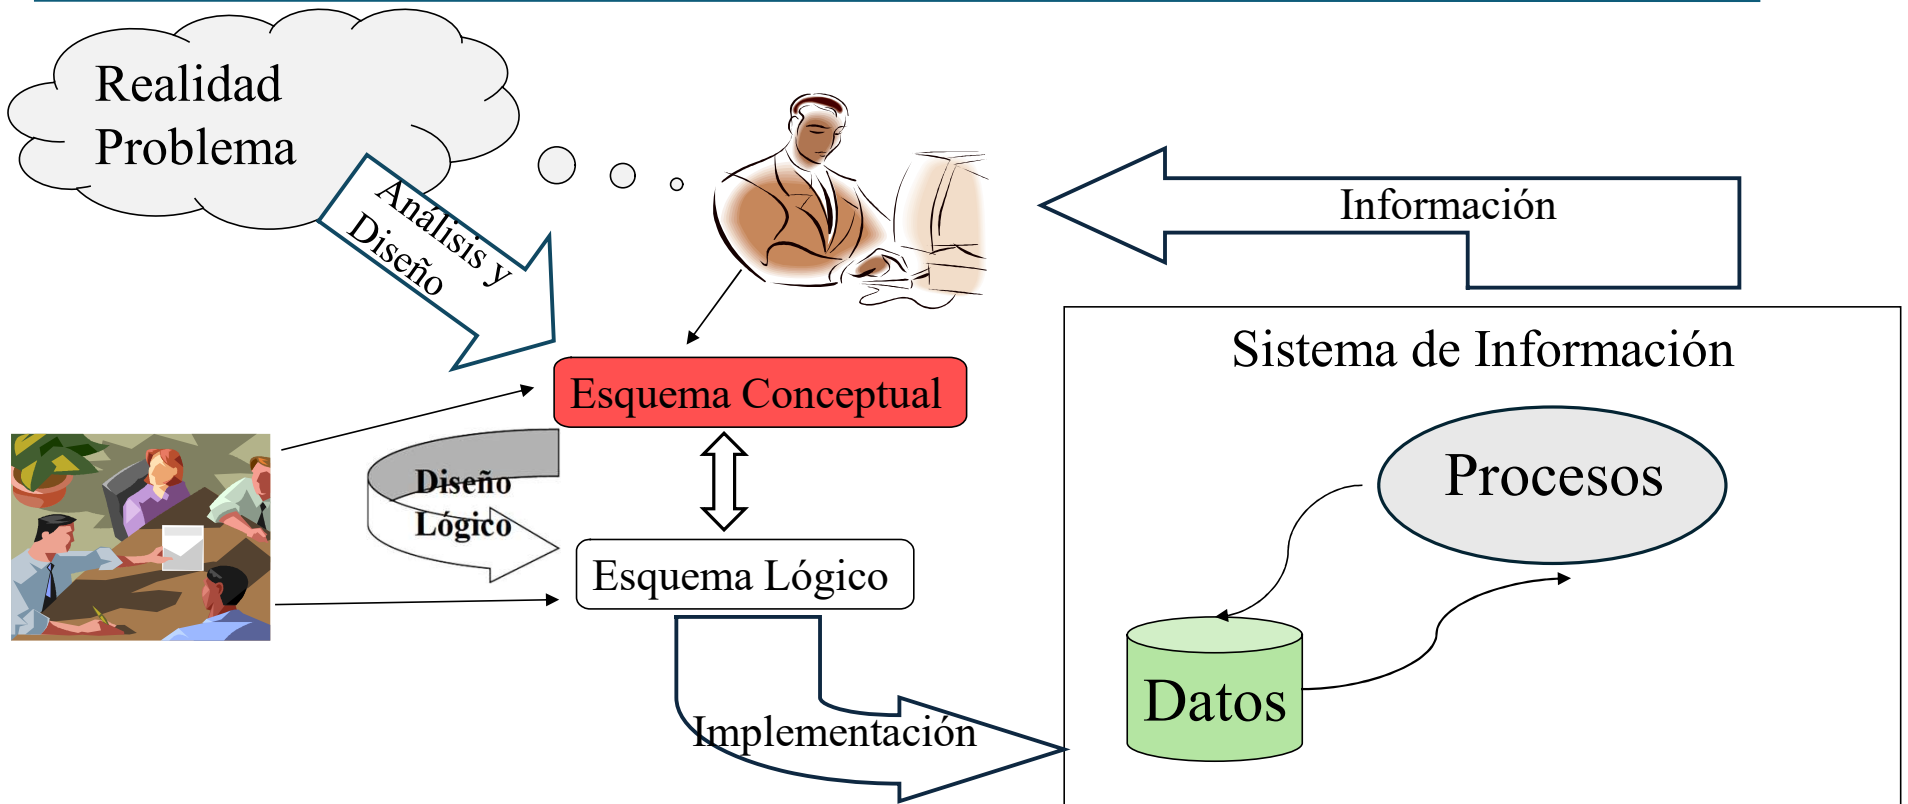 Realidad
Problema
Análisis y
Diseño
Información
Sistema de Información
Esquema Conceptual
Procesos
Diseño
Lógico
Esquema Lógico
Datos
Implementación